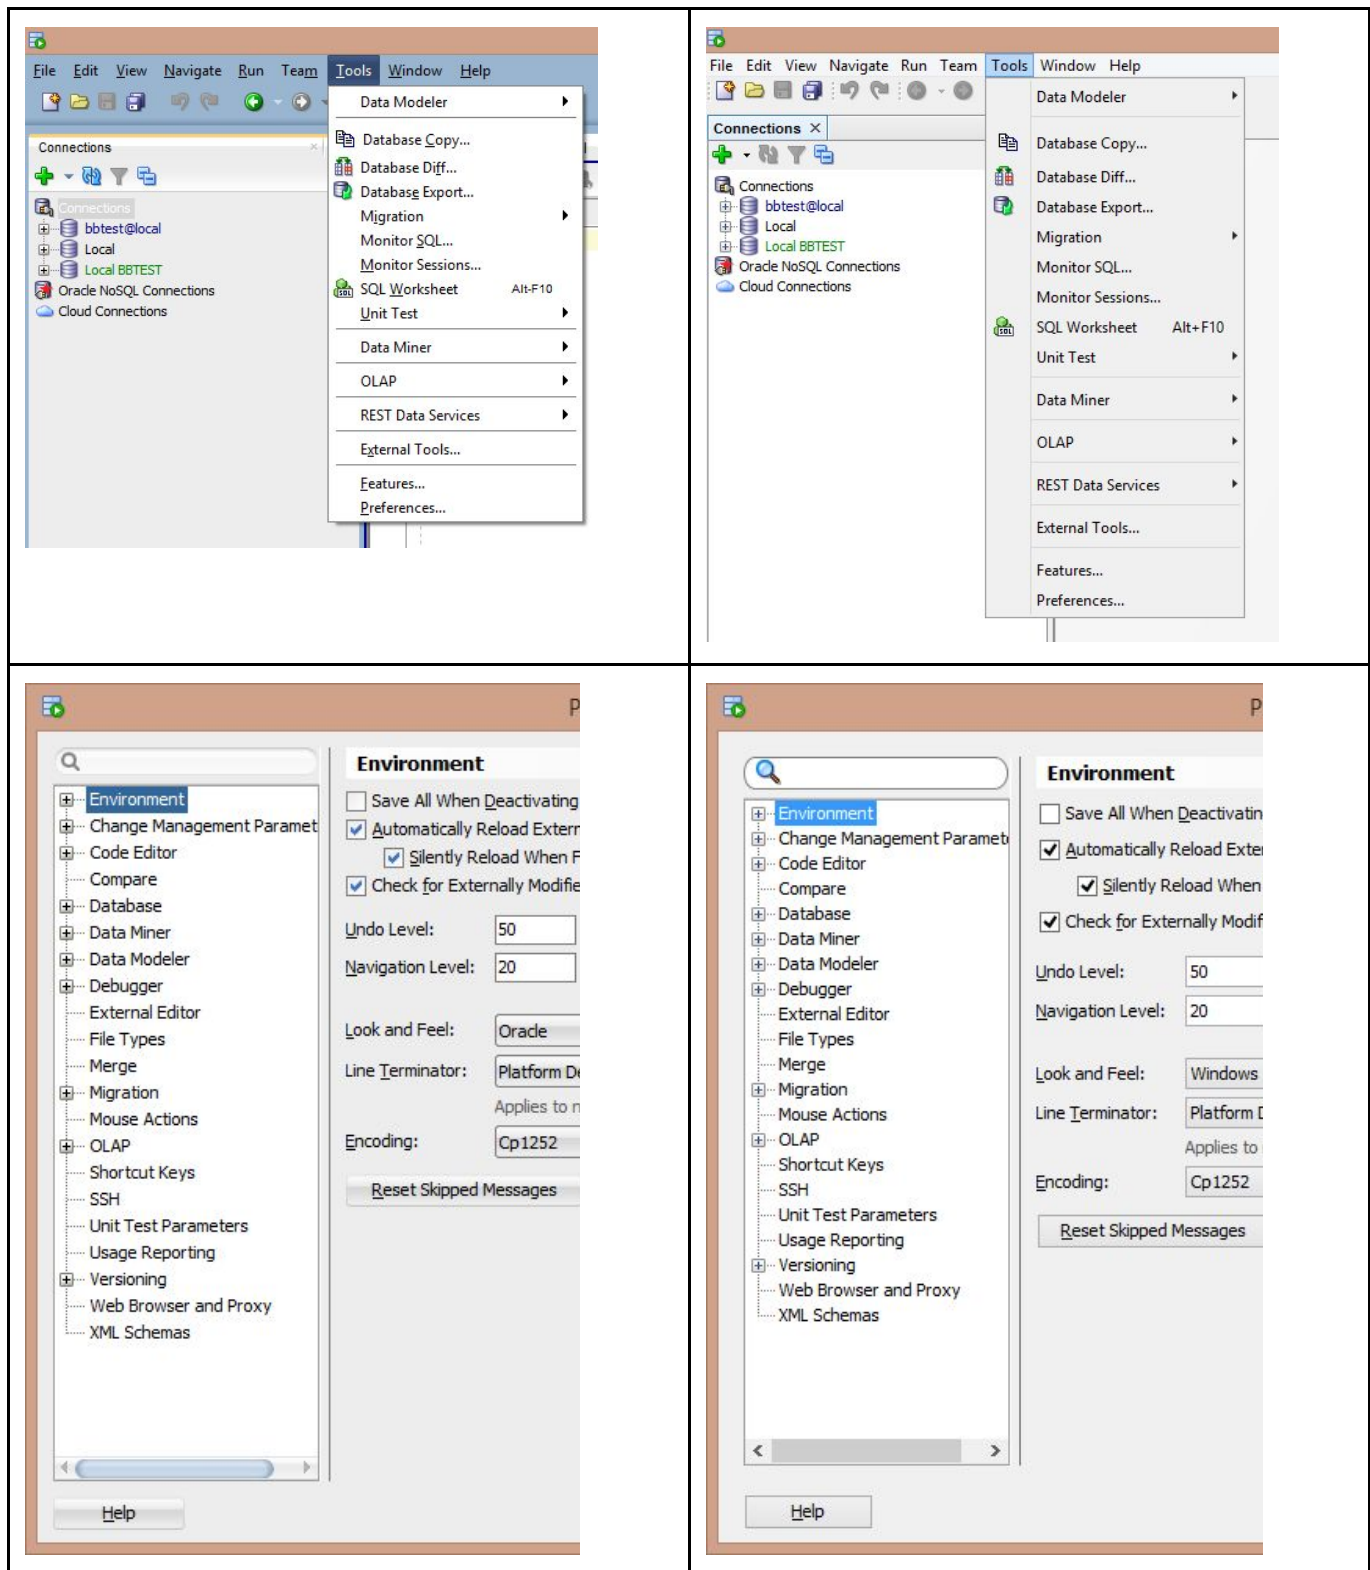 File Edit View Navigate Run Team Tools Window Help
Data Modeler
Connections
Database Copy...
Database Diff...
Database Export...
Connections
Migration
bbtest@local
Monitor SQL...
Local
Monitor Sessions...
Local BBTEST
SQL Worksheet Alt-F10
Oracle NoSQL Connections
Unit Test
Cloud Connections
Data Miner
OLAP
REST Data Services
External Tools...
Features...
Preferences...
File Edit View Navigate Run Team Tools Window Help
Data Modeler
Connections
Database Copy...
Database Diff...
Connections
Database Export...
bbtest@local
Local
Migration
Local BBTEST
Oracle NoSQL Connections
Monitor SQL...
Cloud Connections
Monitor Sessions...
SQL Worksheet Alt+F10
Unit Test
Data Miner
OLAP
REST Data Services
External Tools...
Features...
Preferences...
P
Environment
Environment
Save All When Deactivating
Change Management Paramet
Automatically Reload Extern
Code Editor
Silently Reload When F
Compare
Check for Externally Modifie
Database
Data Miner
Undo Level: 50
Data Modeler
Navigation Level: 20
Debugger
External Editor
Look and Feel: Oracle
File Types
Merge
Line Terminator: Platform De
Migration
Applies to n
Mouse Actions
OLAP
Encoding: Cp1252
Shortcut Keys
Reset Skipped Messages
SSH
Unit Test Parameters
Usage Reporting
Versioning
Web Browser and Proxy
XML Schemas
Help
P
Environment
Environment
Save All When Deactivatin
Change Management Paramet
Automatically Reload Exte
Code Editor
Compare
Silently Reload When
Database
Check for Externally Modif
Data Miner
Data Modeler
Undo Level: 50
Debugger
Navigation Level: 20
External Editor
File Types
Merge
Look and Feel: Windows
Migration
Line Terminator: Platform D
Mouse Actions
OLAP
Applies to
Shortcut Keys
Encoding: Cp1252
SSH
Unit Test Parameters
Reset Skipped Messages
Usage Reporting
Versioning
Web Browser and Proxy
XML Schemas
Help